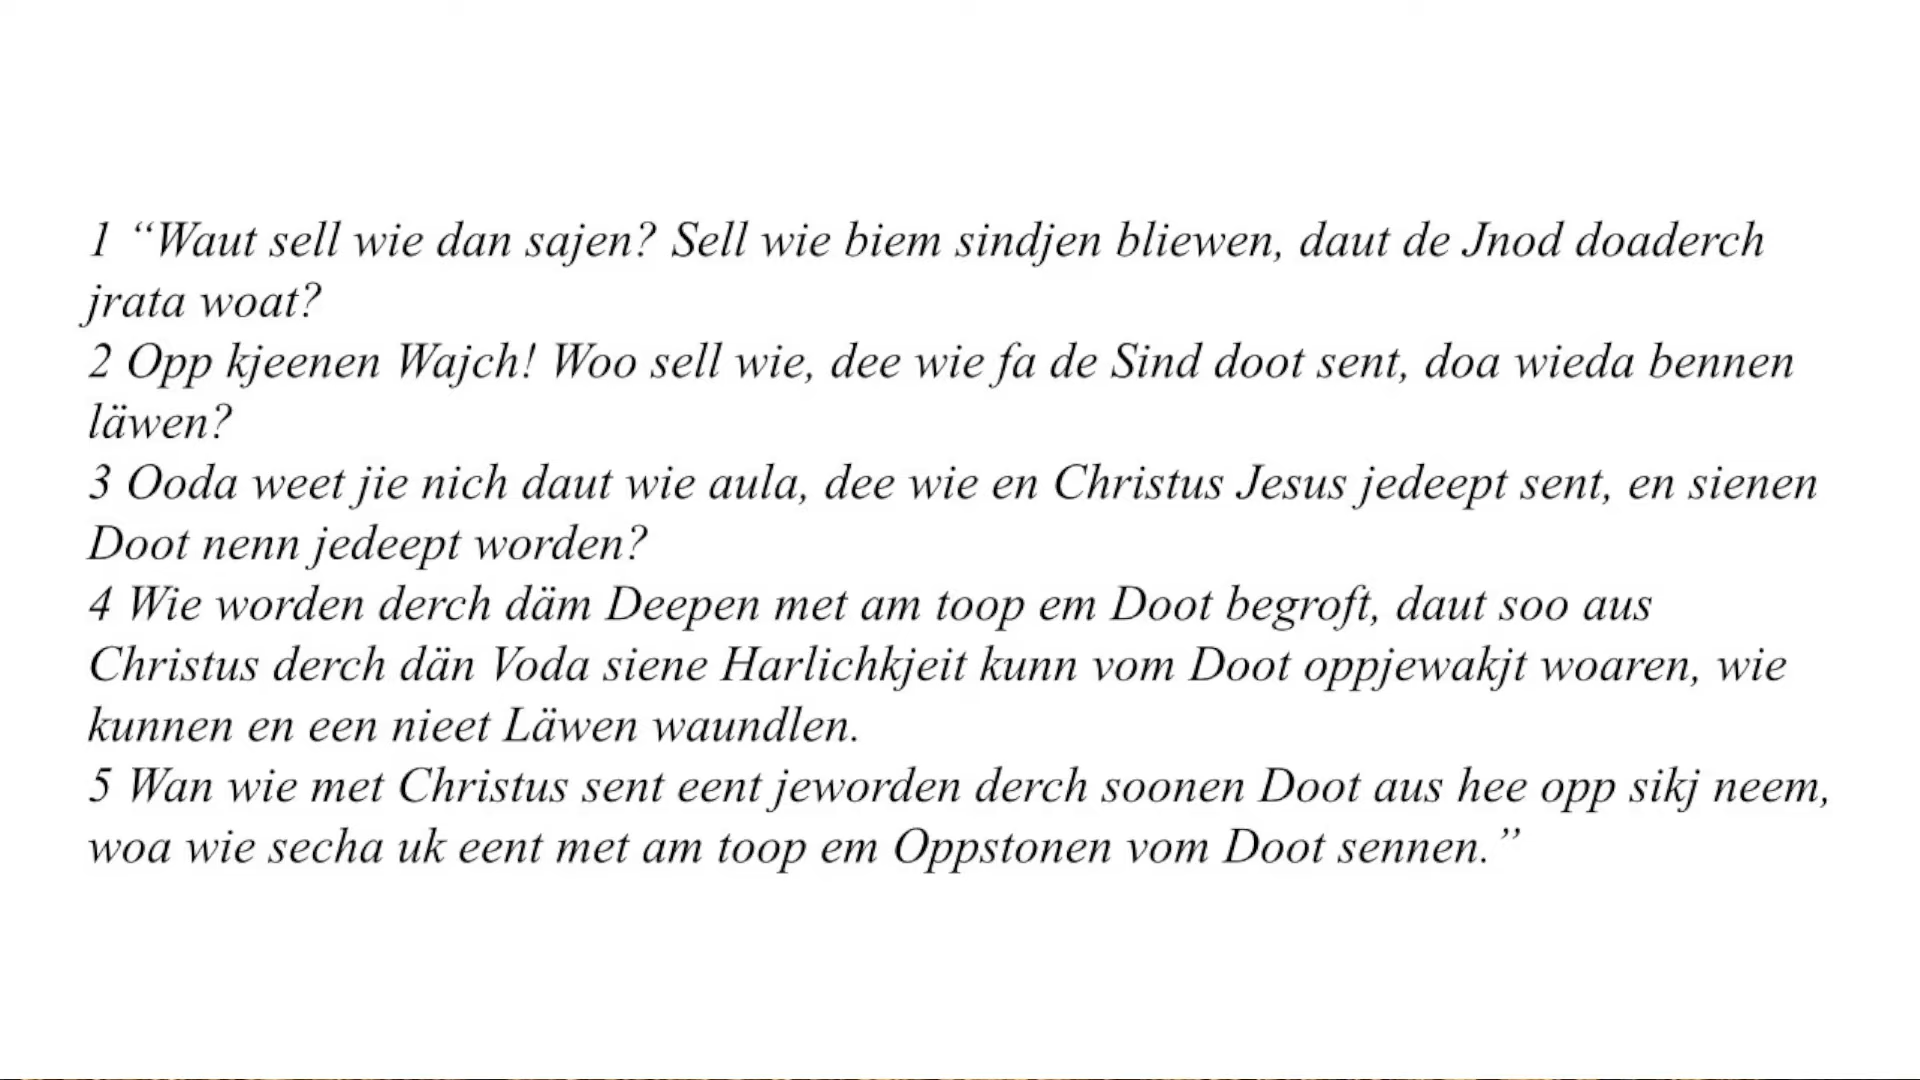 1 “Waut sell wie dan sajen? Sell wie biem sindjen bliewen, daut de Jnod doaderch
jrata woat?
2 Opp kjeenen Wajch! Woo sell wie, dee wie fa de Sind doot sent, doa wieda bennen
läwen?
3 Ooda weet jie nich daut wie aula, dee wie en Christus Jesus jedeept sent, en sienen
Doot nenn jedeept worden?
4 Wie worden derch däm Deepen met am toop em Doot begroft, daut soo aus
Christus derch dän Voda siene Harlichkjeit kunn vom Doot oppjewakjt woaren, wie
kunnen en een nieet Läwen waundlen.
5 Wan wie met Christus sent eent jeworden derch soonen Doot aus hee opp sikj neem,
woa wie secha uk eent met am toop em Oppstonen vom Doot sennen.”